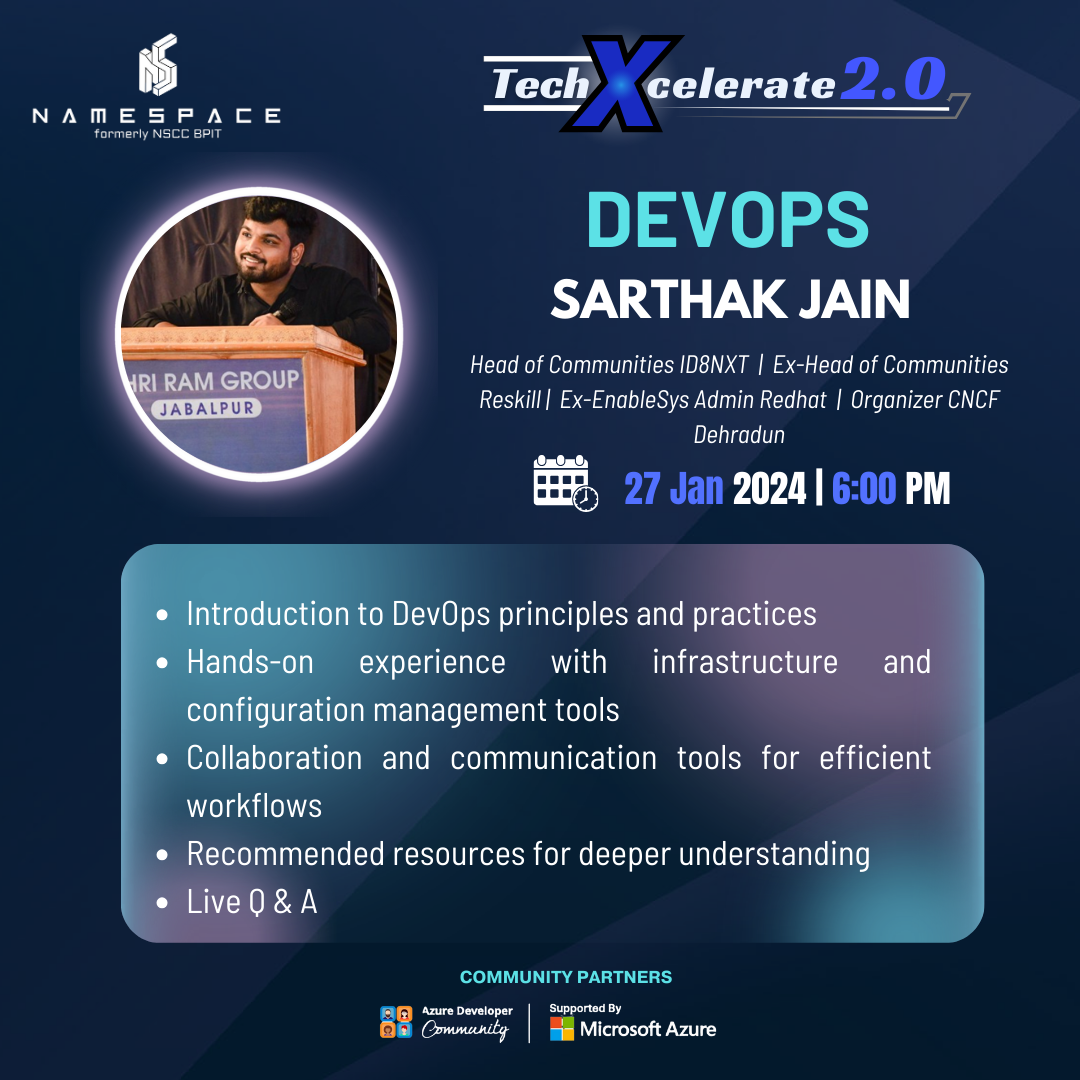 NAMESPACE
formerly NSCC BPIT
TechXcelerate 2.0
DEVOPS
SARTHAK JAIN
Head of Communities ID8NXT | Ex-Head of Communities
Reskill | Ex-EnableSys Admin Redhat | Organizer CNCF
Dehradun
27 Jan 2024 | 6:00 PM
HRI RAM GROUP
JABALPUR
• Introduction to DevOps principles and practices
• Hands-on experience with infrastructure and
configuration management tools
• Collaboration and communication tools for efficient
workflows
• Recommended resources for deeper understanding
• Live Q & A
COMMUNITY PARTNERS
Azure Developer
Community
Supported By
Microsoft Azure